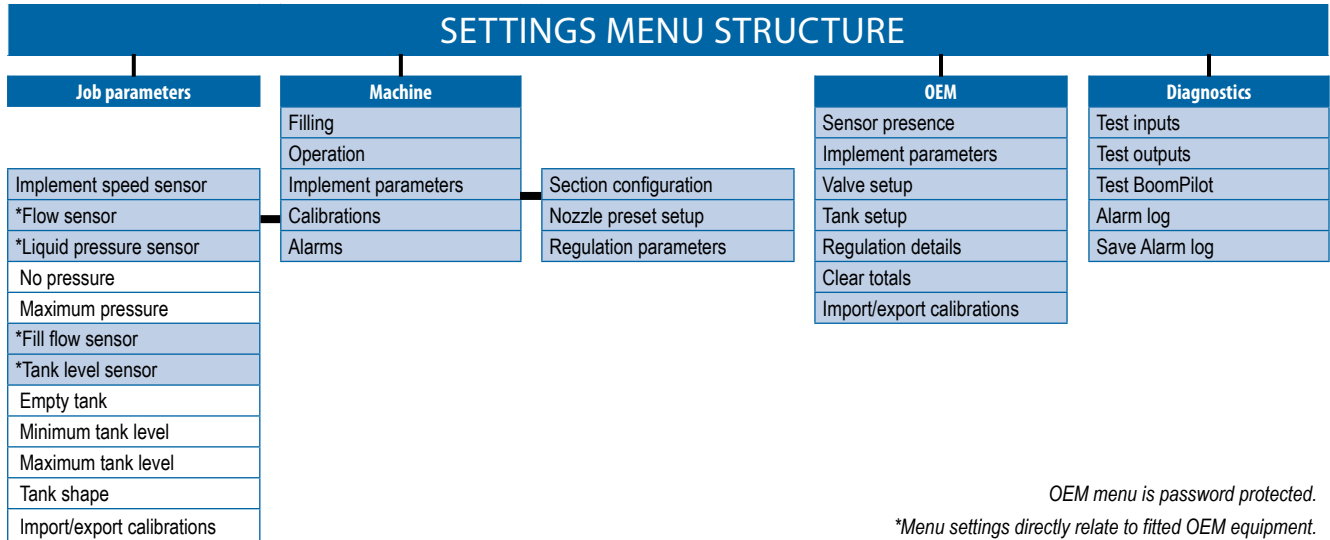 SETTINGS MENU STRUCTURE
Job parameters
Implement speed sensor
*Flow sensor
*Liquid pressure sensor
No pressure
Maximum pressure
*Fill flow sensor
*Tank level sensor
Empty tank
Minimum tank level
Maximum tank level
Tank shape
Import/export calibrations
Machine
Filling
Operation
Implement parameters
Calibrations
Alarms
Section configuration
Nozzle preset setup
Regulation parameters
OEM
Sensor presence
Implement parameters
Valve setup
Tank setup
Regulation details
Clear totals
Import/export calibrations
Diagnostics
Test inputs
Test outputs
Test BoomPilot
Alarm log
Save Alarm log
OEM menu is password protected.
*Menu settings directly relate to fitted OEM equipment.